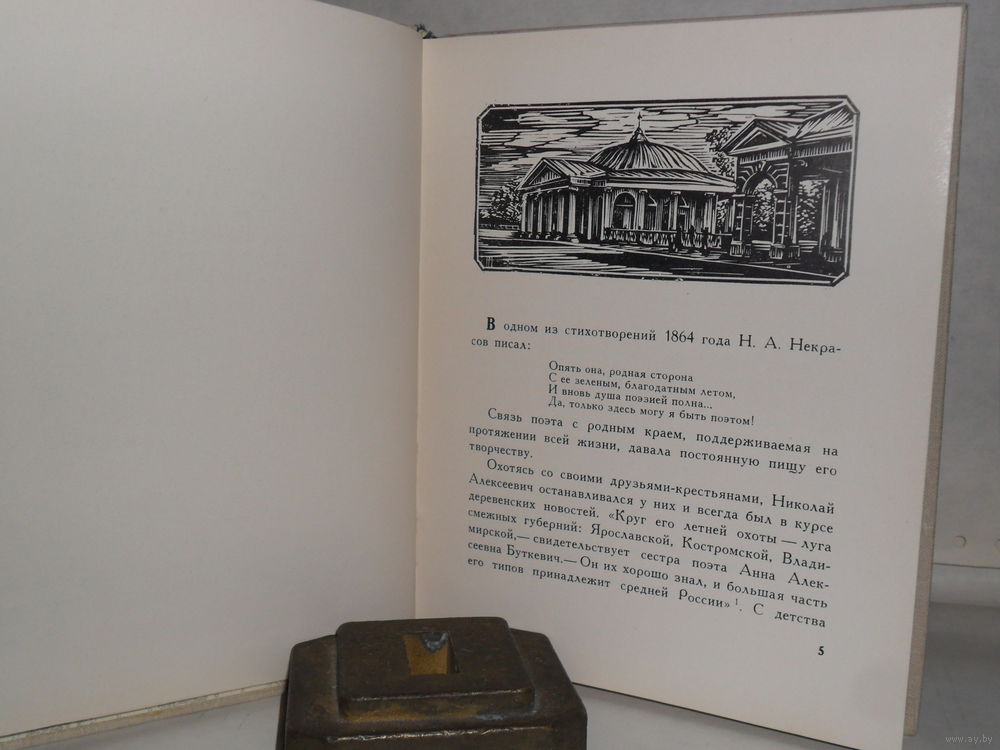 В одном из стихотворений 1864 года Н. А. Некра-
сов писал:
Опять она, родная сторона
С ее зеленым, благодатным летом,
И вновь душа поэзией полна...
Да, только здесь могу я быть поэтом!
Связь поэта с родным краем, поддерживаемая на
протяжении всей жизни, давала постоянную пищу его
творчеству.
Охотясь со своими друзьями-крестьянами, Николай
Алексеевич останавливался у них и всегда был в курсе
деревенских новостей. «Круг его летней охоты — луга
смежных губерний: Ярославской, Костромской, Влади-
мирской,— свидетельствует сестра поэта Анна Алек-
сеевна Буткевич.— Он их хорошо знал, и большая часть
его типов принадлежит средней России» 1. С детства
5
www.ay.by